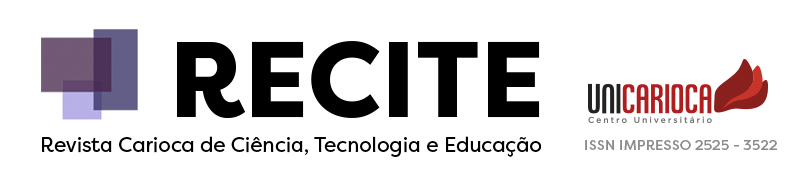 RECITE
Revista Carioca de Ciência, Tecnologia e Educação
UNICARIOCA
Centro Universitário
ISSN IMPRESSO 2525 - 3522